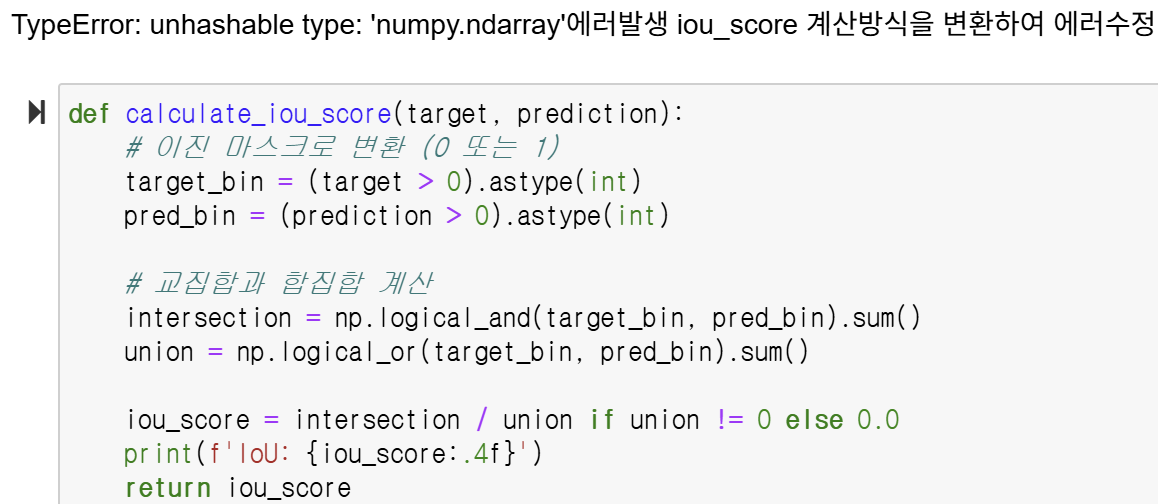 TypeError: unhashable type: 'numpy.ndarray'에러발생 iou_score 계산방식을 변환하여 에러수정
def calculate_iou_score(target, prediction):
# 이진 마스크로 변환 (0 또는 1)
target_bin = (target > 0).astype(int)
pred_bin = (prediction > 0).astype(int)
# 교집합과 합집합 계산
intersection = np.logical_and(target_bin, pred_bin).sum()
union = np.logical_or(target_bin, pred_bin).sum()
iou_score = intersection / union if union != 0 else 0.0
print(f'IoU: {iou_score:.4f}')
return iou_score